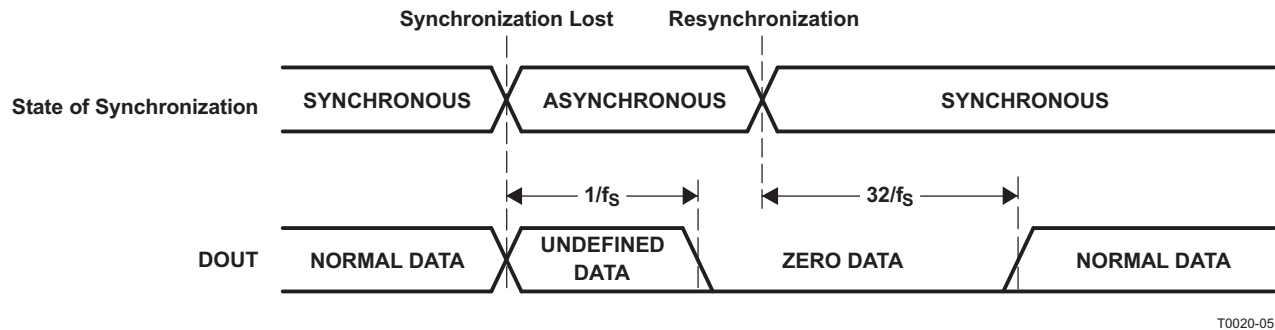 Synchronization Lost Resynchronization
State of Synchronization SYNCHRONOUS ASYNCHRONOUS SYNCHRONOUS
1/fS 32/fS
DOUT NORMAL DATA UNDEFINED DATA ZERO DATA NORMAL DATA
T0020-05